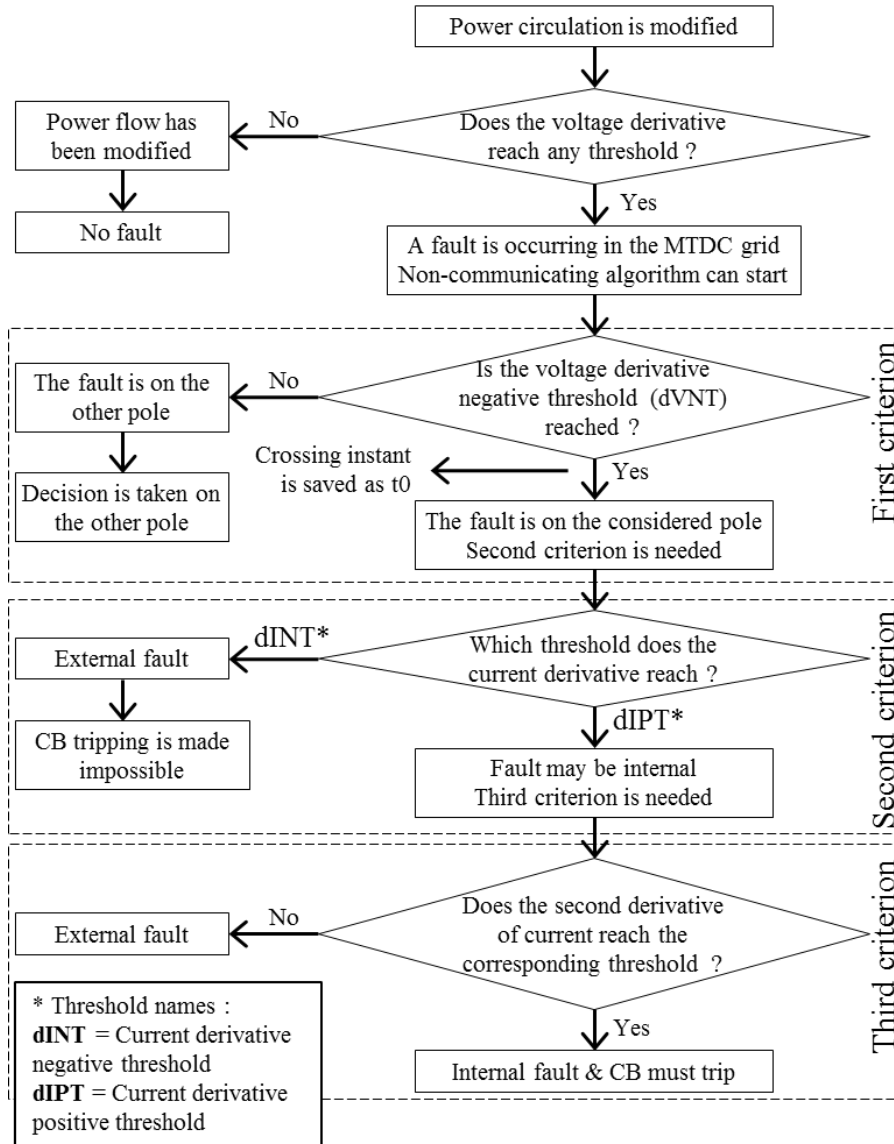 Power circulation is modified
Does the voltage derivative
reach any threshold ?
No
Power flow has
been modified
No fault
Yes
A fault is occurring in the MTDC grid
Non-communicating algorithm can start
First criterion
Is the voltage derivative
negative threshold (dVNT)
reached ?
No
The fault is on the
other pole
Decision is taken on
the other pole
Crossing instant
is saved as t0
Yes
The fault is on the considered pole
Second criterion is needed
Second criterion
Which threshold does the
current derivative reach ?
dINT*
External fault
CB tripping is made
impossible
dIPT*
Fault may be internal
Third criterion is needed
Third criterion
Does the second derivative
of current reach the
corresponding threshold ?
No
External fault
Yes
Internal fault & CB must trip
* Threshold names :
dINT = Current derivative
negative threshold
dIPT = Current derivative
positive threshold